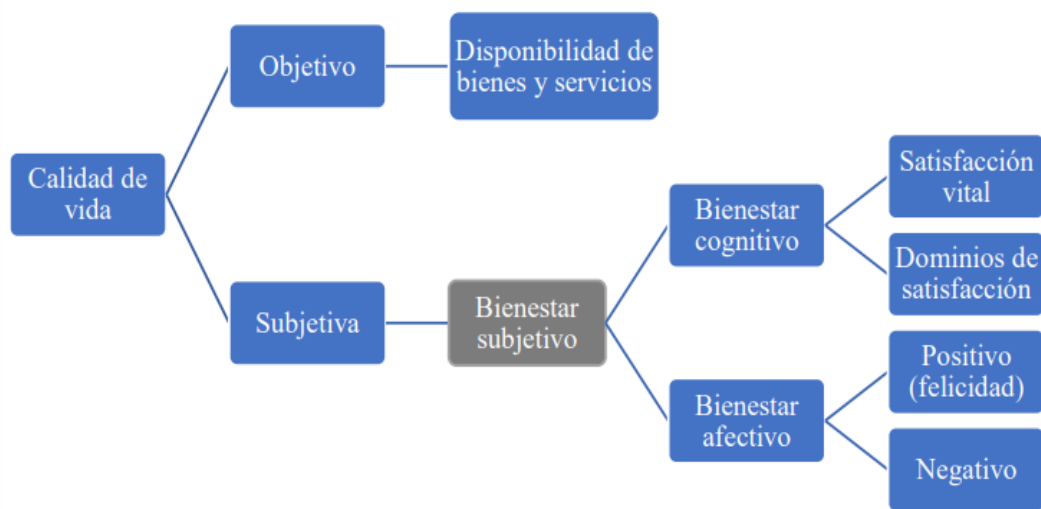 Calidad de
vida
Objetivo
Disponibilidad de
bienes y servicios
Subjetiva
Bienestar
subjetivo
Bienestar
cognitivo
Satisfacción
vital
Dominios de
satisfacción
Bienestar
afectivo
Positivo
(felicidad)
Negativo